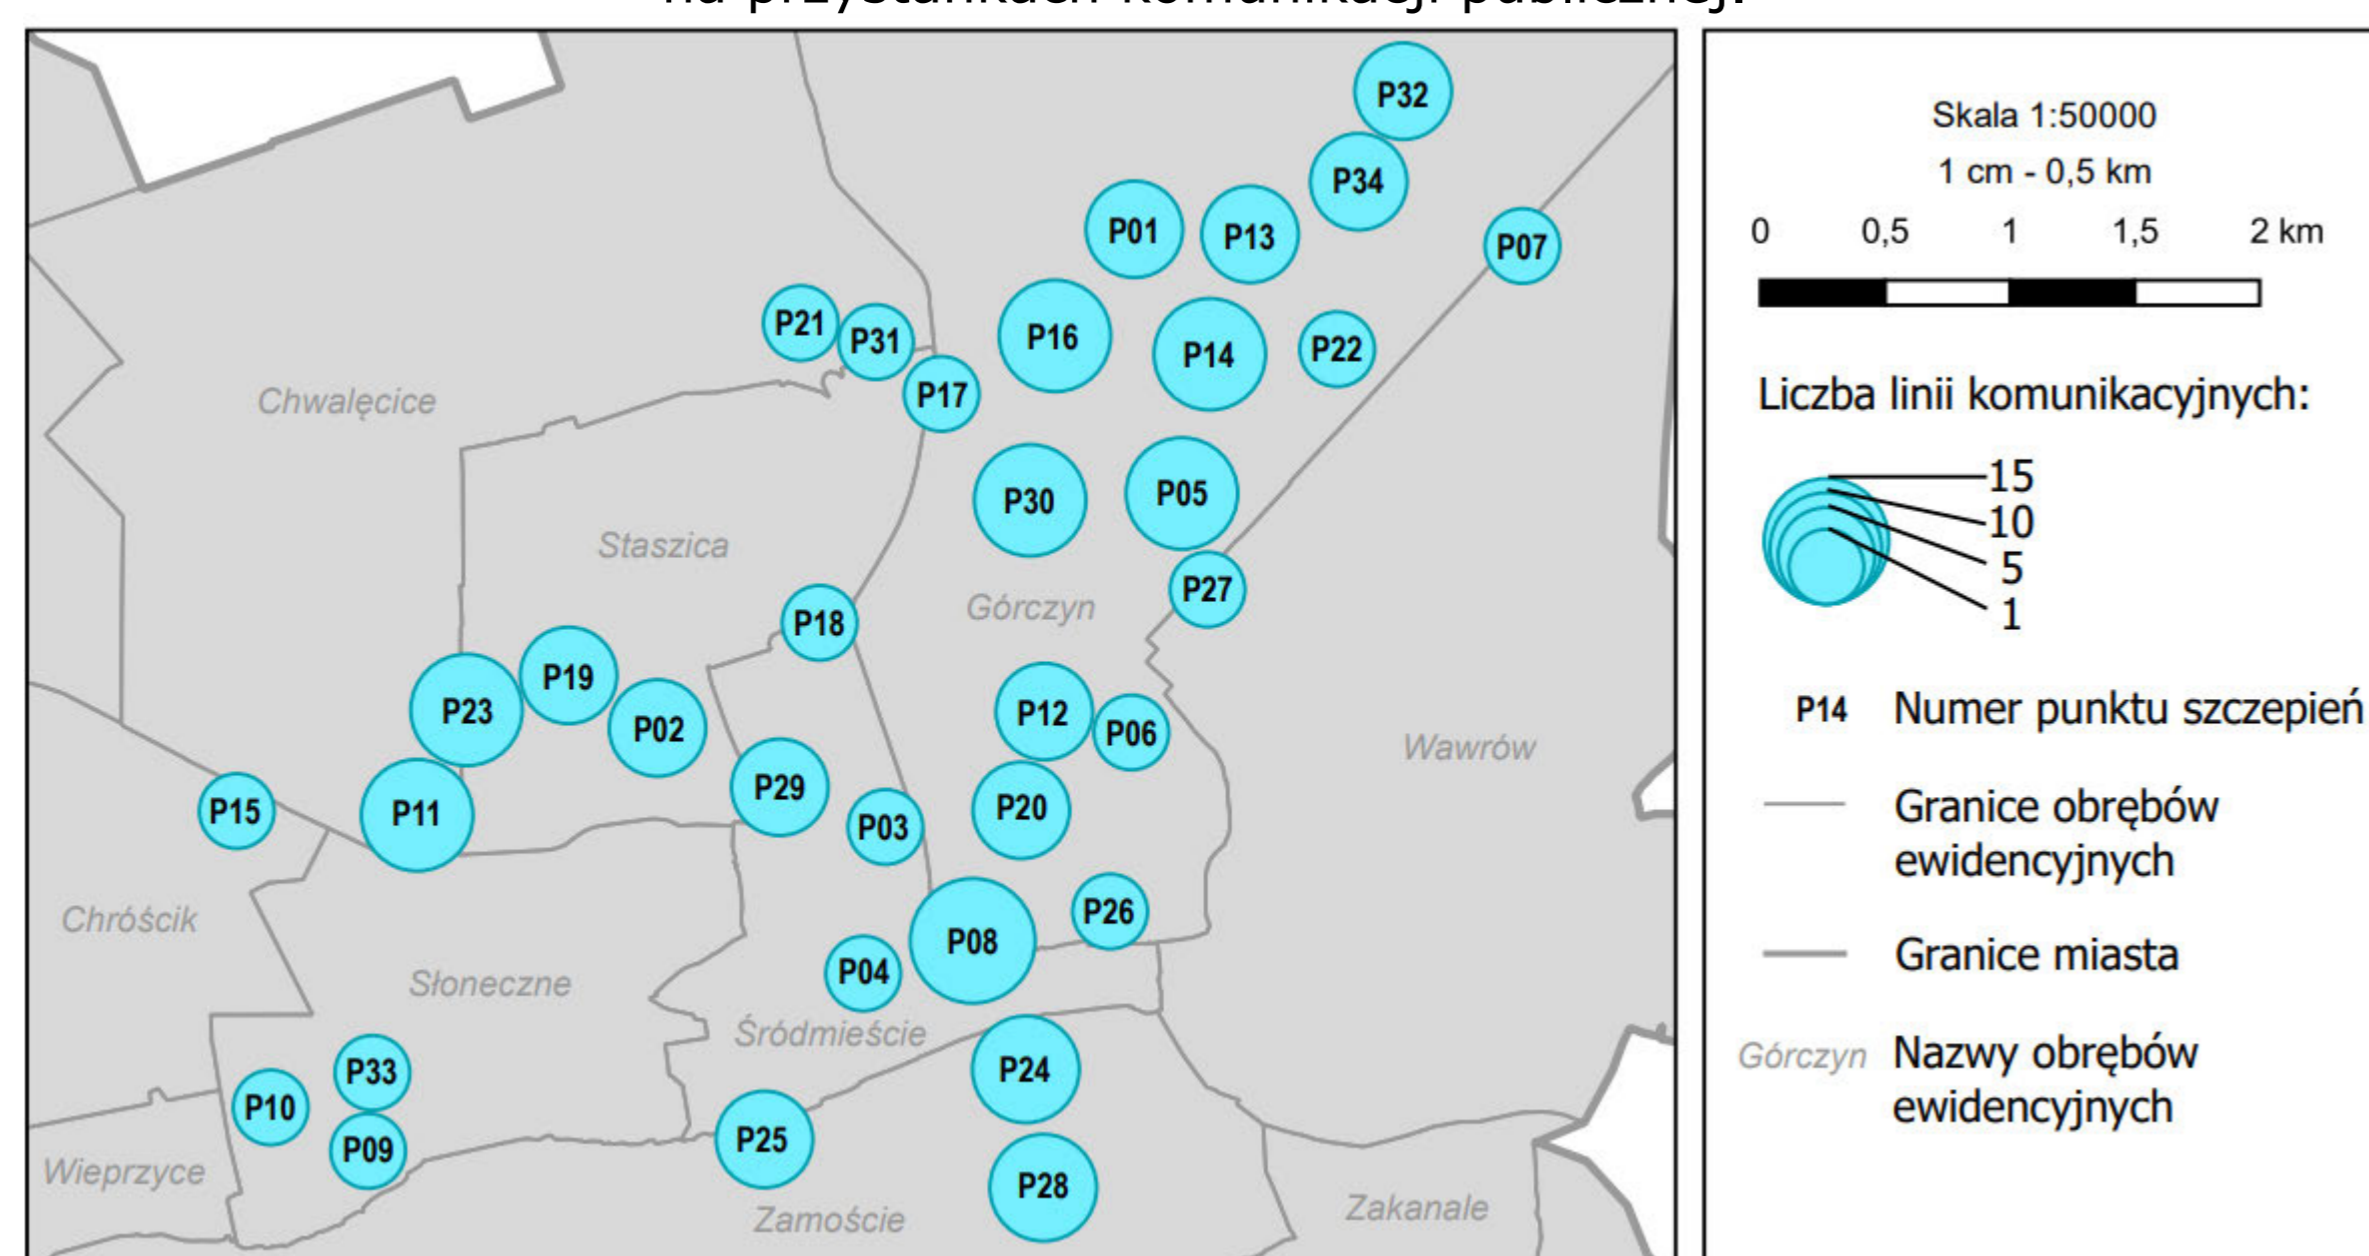 na przystankach komunikacji publicznej.
P32
P34
P01
P13
P07
P21
P31
P16
P14
P22
P17
Chwalęcice
P30
P05
Staszica
P27
Górczyn
P18
P19
P23
P02
P12
P06
Wawrów
P29
P15
P11
P03
P20
P26
Chróścik
P08
P04
Słoneczne
Śródmieście
P33
P24
P10
P09
P25
Wieprzyce
P28
Zamoście
Zakanale
Skala 1:50000
1 cm - 0,5 km
0 0,5 1 1,5 2 km
Liczba linii komunikacyjnych:
15
10
5
1
P14 Numer punktu szczepień
Granice obrębów
ewidencyjnych
Granice miasta
Górczyn Nazwy obrębów
ewidencyjnych